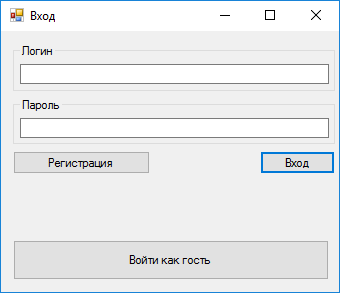 Вход
Логин
Пароль
Регистрация
Вход
Войти как гость